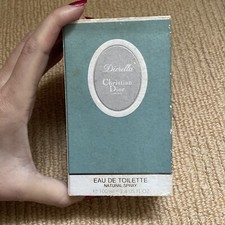 Diorella
Christian
Dior
EAU DE TOILETTE
NATURAL SPRAY